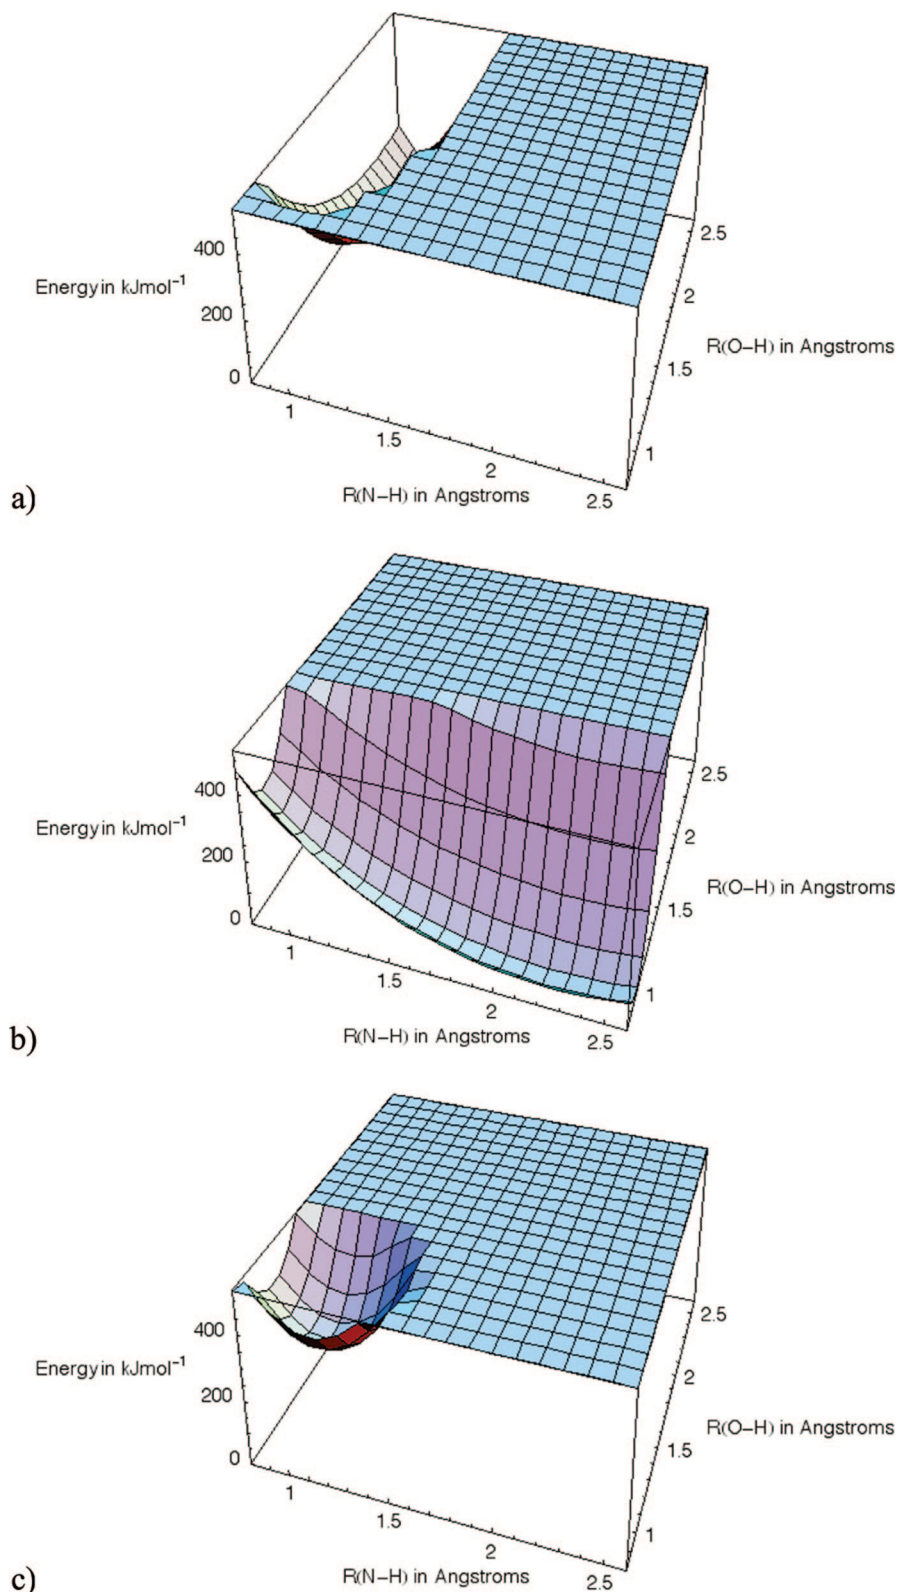 400
Energy in kJmol⁻¹
200
0
1
1.5
2
2.5
R(N-H) in Angstroms
2.5
2
R(O-H) in Angstroms
1.5
1
a)
400
Energy in kJmol⁻¹
200
0
1
1.5
2
2.5
R(N-H) in Angstroms
2.5
2
R(O-H) in Angstroms
1.5
1
b)
400
Energy in kJmol⁻¹
200
0
1
1.5
2
2.5
R(N-H) in Angstroms
2.5
2
R(O-H) in Angstroms
1.5
1
c)